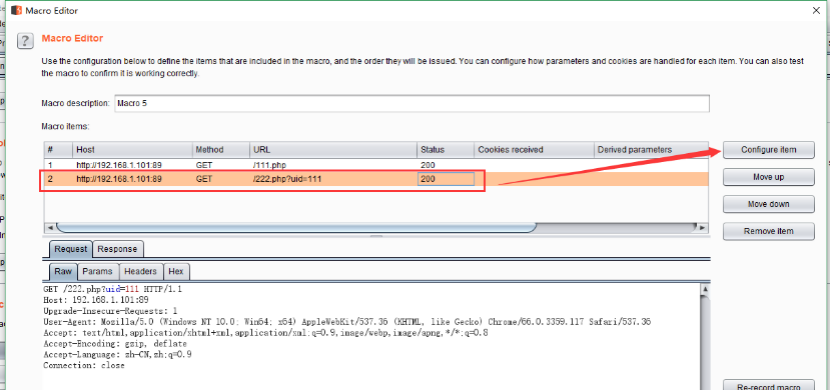 Macro Editor
Macro Editor
?
Use the configuration below to define the items that are included in the macro, and the order they will be issued. You can configure how parameters and cookies are handled for each item. You can also test
the macro to confirm it is working correctly.
Macro description: Macro 5
Macro items:
# Host Method URL Status Cookies received Derived parameters
1 http://192.168.1.101:89 GET /111.php 200
2 http://192.168.1.101:89 GET /222.php?uid=111 200
Configure item
Move up
Move down
Remove item
Request Response
Raw Params Headers Hex
GET /222.php?uid=111 HTTP/1.1
Host: 192.168.1.101:89
Upgrade-Insecure-Requests: 1
User-Agent: Mozilla/5.0 (Windows NT 10.0; Win64; x64) AppleWebKit/537.36 (KHTML, like Gecko) Chrome/66.0.3359.117 Safari/537.36
Accept: text/html,application/xhtml+xml,application/xml;q=0.9,image/webp,image/apng,*/*;q=0.8
Accept-Encoding: gzip, deflate
Accept-Language: zh-CN,zh;q=0.9
Connection: close
Re-record macro